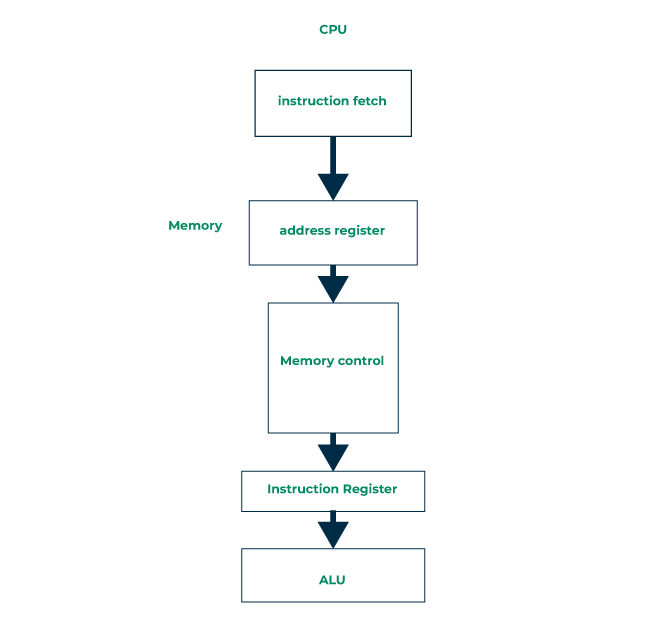 CPU
instruction fetch
Memory
address register
Memory control
Instruction Register
ALU